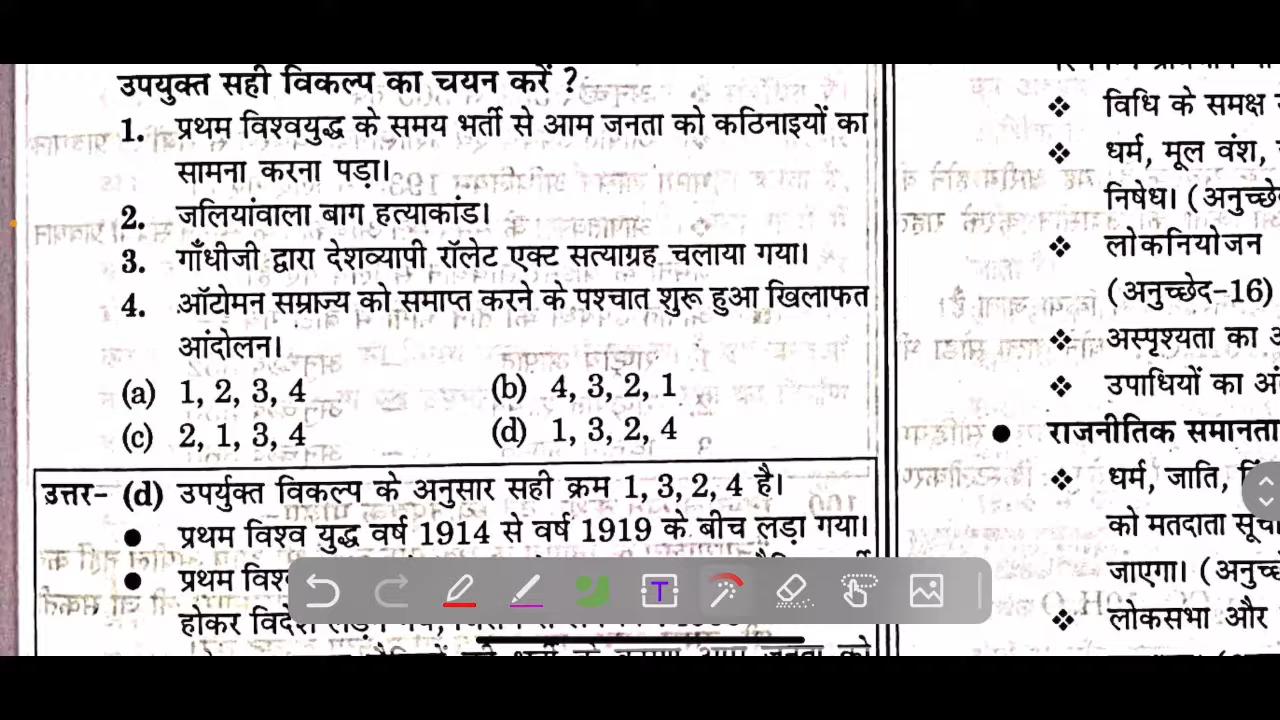 उपयुक्त सही विकल्प का चयन करें ?
1. प्रथम विश्वयुद्ध के समय भर्ती से आम जनता को कठिनाइयों का
सामना करना पड़ा।
2. जलियांवाला बाग हत्याकांड।
3. गाँधीजी द्वारा देशव्यापी रॉलेट एक्ट सत्याग्रह चलाया गया।
4. ऑटोमन सम्राज्य को समाप्त करने के पश्चात शुरू हुआ खिलाफत
आंदोलन।
(a) 1, 2, 3, 4 (b) 4, 3, 2, 1
(c) 2, 1, 3, 4 (d) 1, 3, 2, 4
उत्तर- (d) उपर्युक्त विकल्प के अनुसार सही क्रम 1, 3, 2, 4 है।
● प्रथम विश्व युद्ध वर्ष 1914 से वर्ष 1919 के बीच लड़ा गया।
● प्रथम
होकर
❖ विधि के समक्ष
❖ धर्म, मूल वंश,
निषेध।
❖ लोकनियोजन
(अनुच्छेद-16)
❖ अस्पृश्यता का
❖ उपाधियों का
● राजनीतिक समानता
❖ धर्म, जाति,
को मतदाता
जाएगा।
❖ लोकसभा और
T